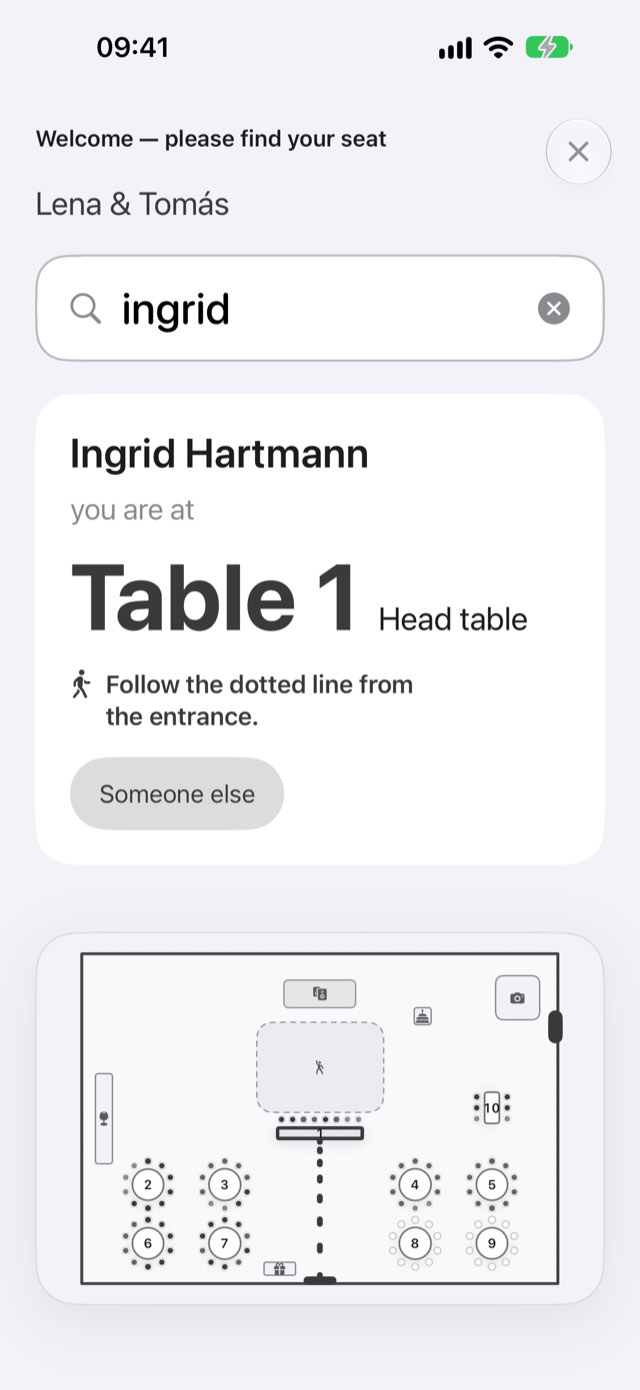 09:41
Welcome — please find your seat
Lena & Tomás
ingrid
Ingrid Hartmann
you are at
Table 1 Head table
Follow the dotted line from
the entrance.
Someone else
10
1
2 3 4 5
6 7 8 9